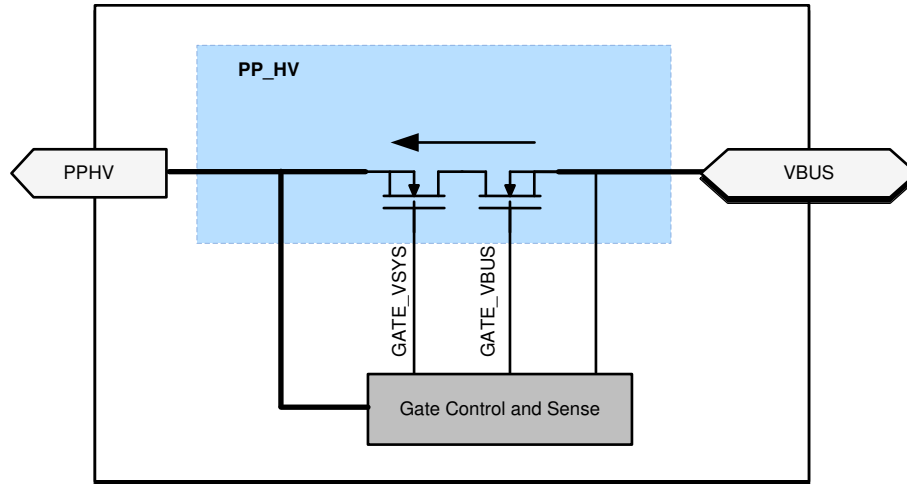 PP_HV
PPHV
VBUS
GATE_VSYS
GATE_VBUS
Gate Control and Sense